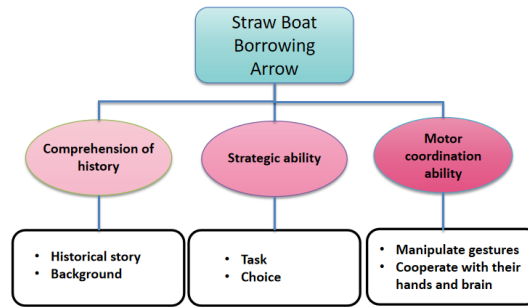 Straw Boat
Borrowing
Arrow
Comprehension of
history
Strategic ability
Motor
coordination
ability
• Historical story
• Background
• Task
• Choice
• Manipulate gestures
• Cooperate with their
hands and brain